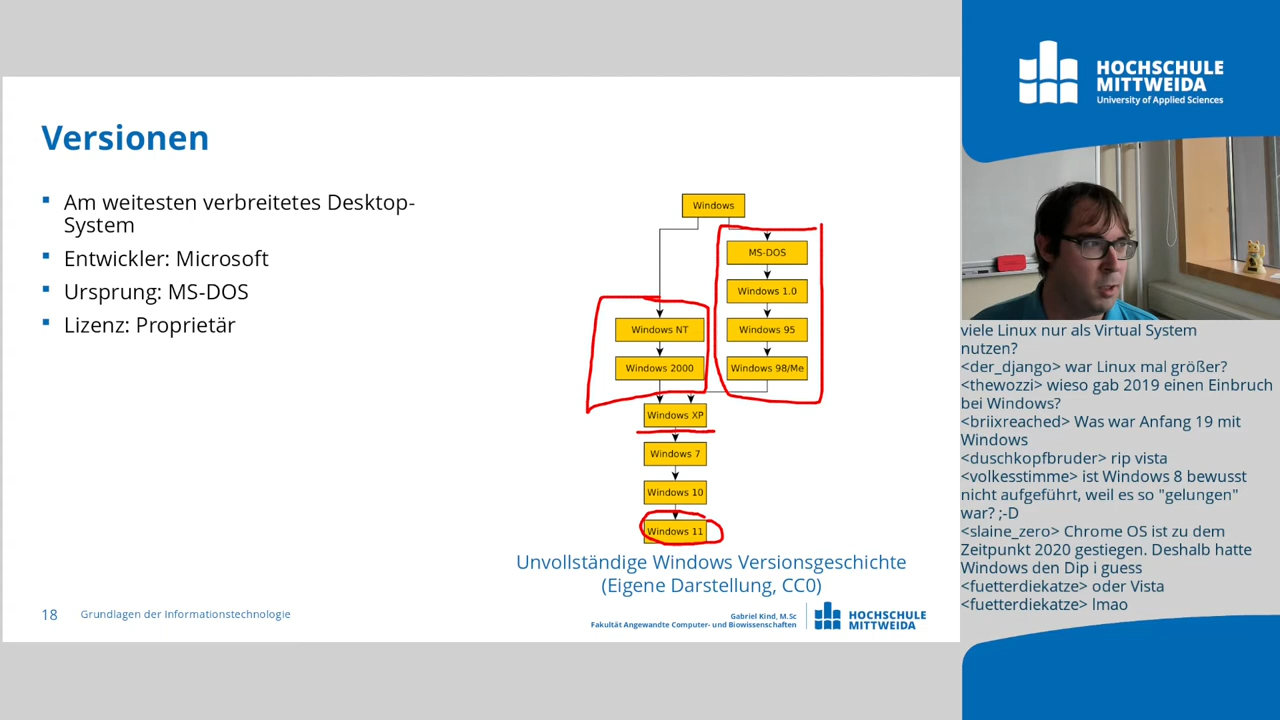 Versionen
Am weitesten verbreitetes Desktop-
System
Entwickler: Microsoft
Ursprung: MS-DOS
Lizenz: Proprietär
Windows
MS-DOS
Windows 1.0
Windows NT
Windows 95
Windows 2000
Windows 98/Me
Windows XP
Windows 7
Windows 10
Windows 11
Unvollständige Windows Versionsgeschichte
(Eigene Darstellung, CC0)
18
Grundlagen der Informationstechnologie
Gabriel Kind, M.Sc
Fakultät Angewandte Computer- und Biowissenschaften
HOCHSCHULE
MITTWEIDA
HOCHSCHULE
MITTWEIDA
University of Applied Sciences
viele Linux nur als Virtual System
nutzen?
<der_django> war Linux mal größer?
<thewozzi> wieso gab 2019 einen Einbruch
bei Windows?
<briixreached> Was war Anfang 19 mit
Windows
<duschkopfbruder> rip vista
<volkesstimme> ist Windows 8 bewusst
nicht aufgeführt, weil es so "gelungen"
war? ;-D
<slaine_zero> Chrome OS ist zu dem
Zeitpunkt 2020 gestiegen. Deshalb hatte
Windows den Dip i guess
<fuetterdiekatze> oder Vista
<fuetterdiekatze> lmao